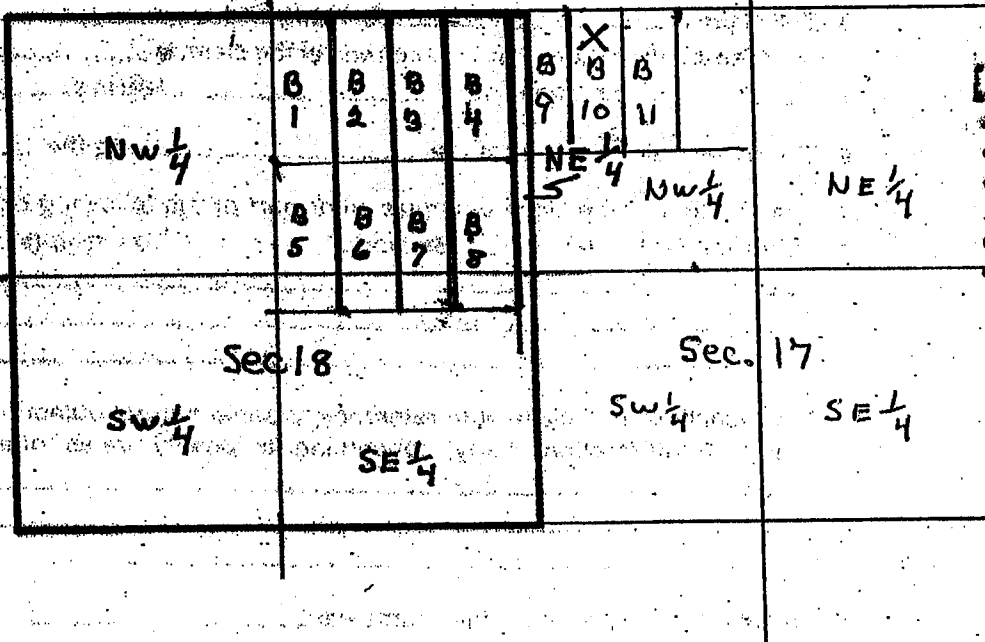 X
B 1
B 2
B 3
B 4
B 9
B 10
B 11
NW 1/4
NE 1/4
NW 1/4
NE 1/4
B 5
B 6
B 7
B 8
Sec 18
Sec. 17
SW 1/4
SE 1/4
SW 1/4
SE 1/4